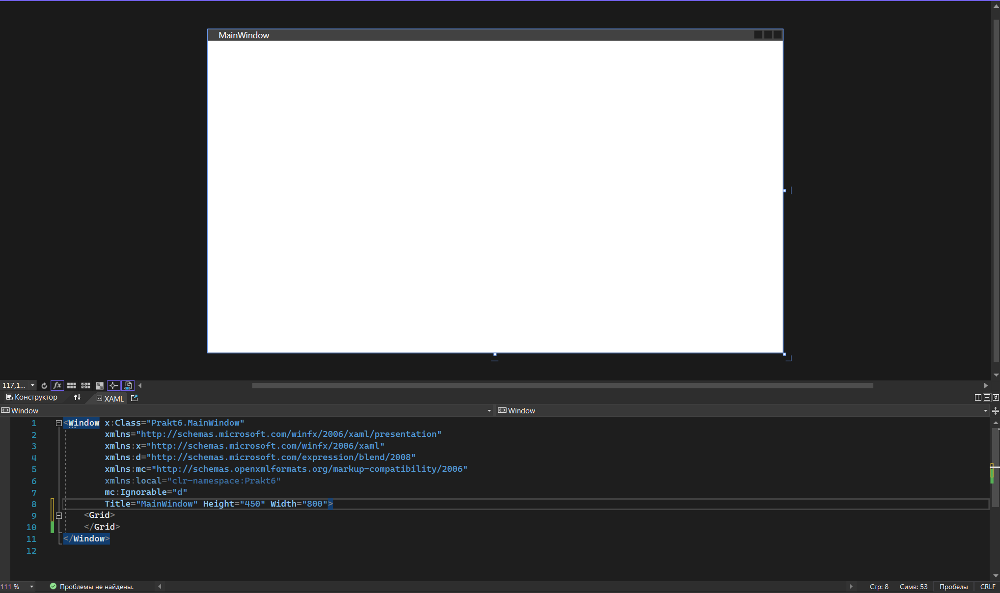 MainWindow
117,1...
fx
Конструктор
XAML
Window
Window
1 <Window x:Class="Prakt6.MainWindow"
2 xmlns="http://schemas.microsoft.com/winfx/2006/xaml/presentation"
3 xmlns:x="http://schemas.microsoft.com/winfx/2006/xaml"
4 xmlns:d="http://schemas.microsoft.com/expression/blend/2008"
5 xmlns:mc="http://schemas.openxmlformats.org/markup-compatibility/2006"
6 xmlns:local="clr-namespace:Prakt6"
7 mc:Ignorable="d"
8 Title="MainWindow" Height="450" Width="800">
9 <Grid>
10 </Grid>
11 </Window>
12
111 % Проблемы не найдены. Стр: 8 Симв: 53 Пробелы CRLF